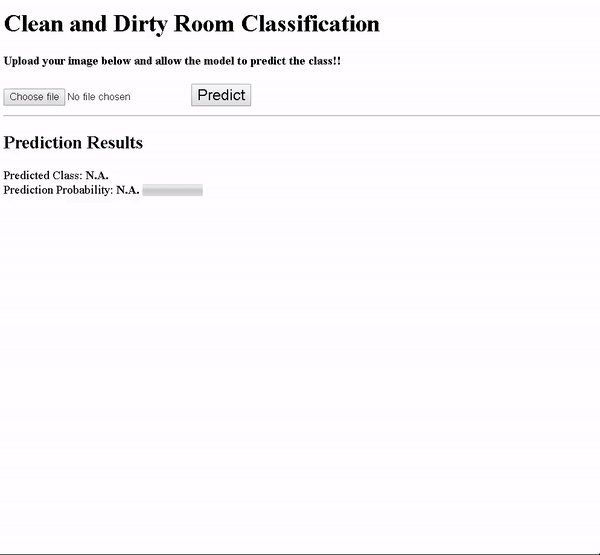 Clean and Dirty Room Classification
Upload your image below and allow the model to predict the class!!
Choose file No file chosen Predict
Prediction Results
Predicted Class: N.A.
Prediction Probability: N.A.